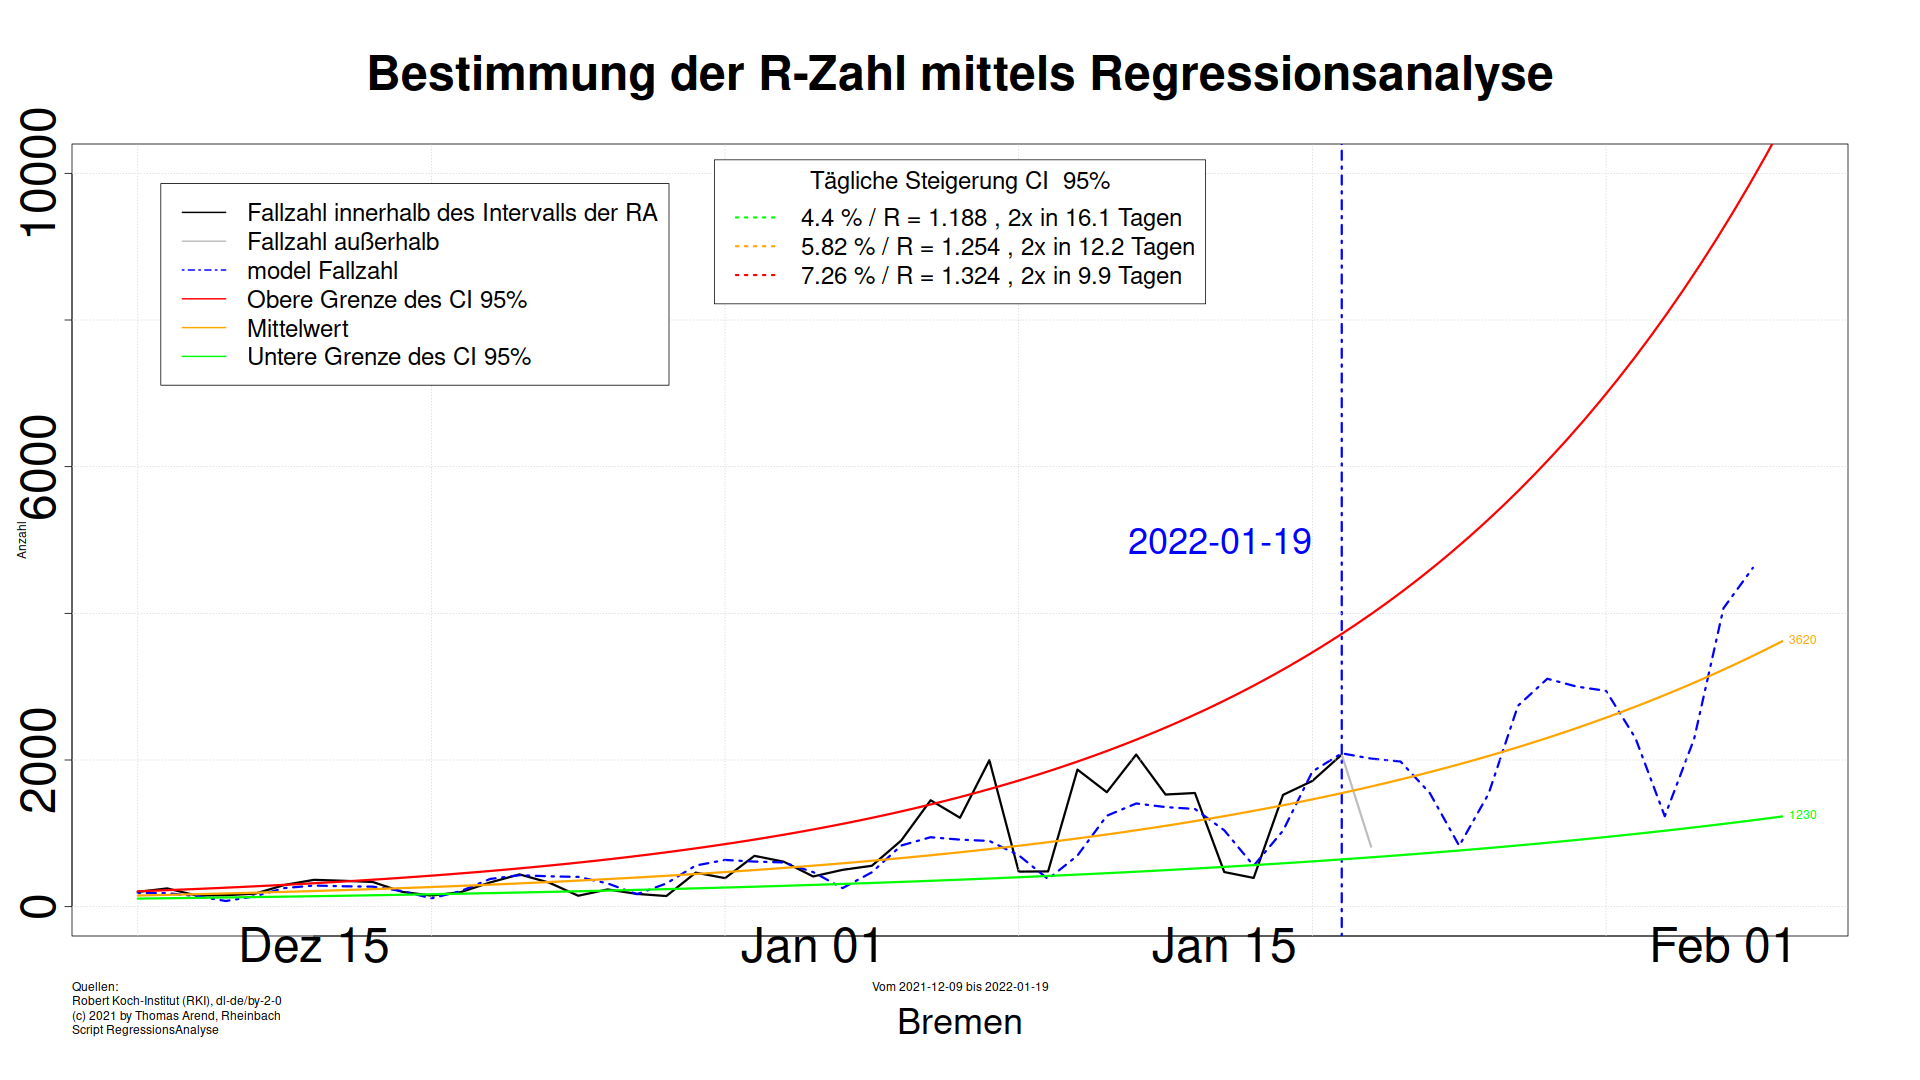 Bestimmung der R-Zahl mittels Regressionsanalyse
10000
6000
2000
0
Anzahl
Fallzahl innerhalb des Intervalls der RA
Fallzahl außerhalb
model Fallzahl
Obere Grenze des CI 95%
Mittelwert
Untere Grenze des CI 95%
Tägliche Steigerung CI  95%
4.4 % / R = 1.188 , 2x in 16.1 Tagen
5.82 % / R = 1.254 , 2x in 12.2 Tagen
7.26 % / R = 1.324 , 2x in 9.9 Tagen
2022-01-19
3620
1230
Dez 15
Jan 01
Jan 15
Feb 01
Quellen:
Robert Koch-Institut (RKI), dl-de/by-2-0
(c) 2021 by Thomas Arend, Rheinbach
Script RegressionsAnalyse
Vom 2021-12-09 bis 2022-01-19
Bremen